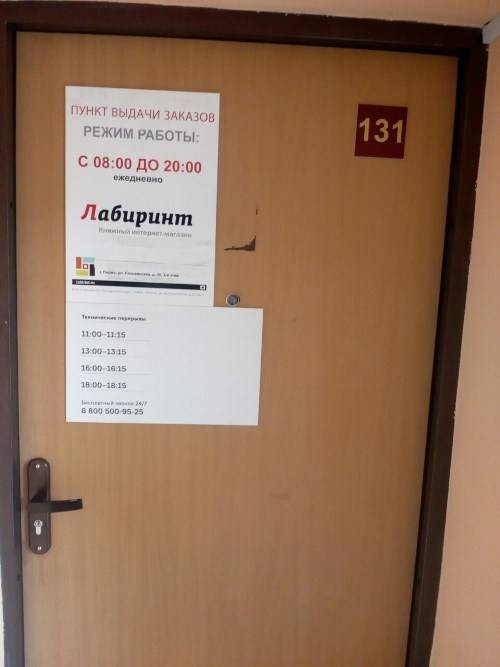 ПУНКТ ВЫДАЧИ ЗАКАЗОВ
РЕЖИМ РАБОТЫ:
С 08:00 ДО 20:00
ежедневно
Лабиринт
Книжный интернет-магазин
131
Технические перерывы
11:00–11:15
13:00–13:15
16:00–16:15
18:00–18:15
Бесплатный звонок 24/7
8 800 500-95-25